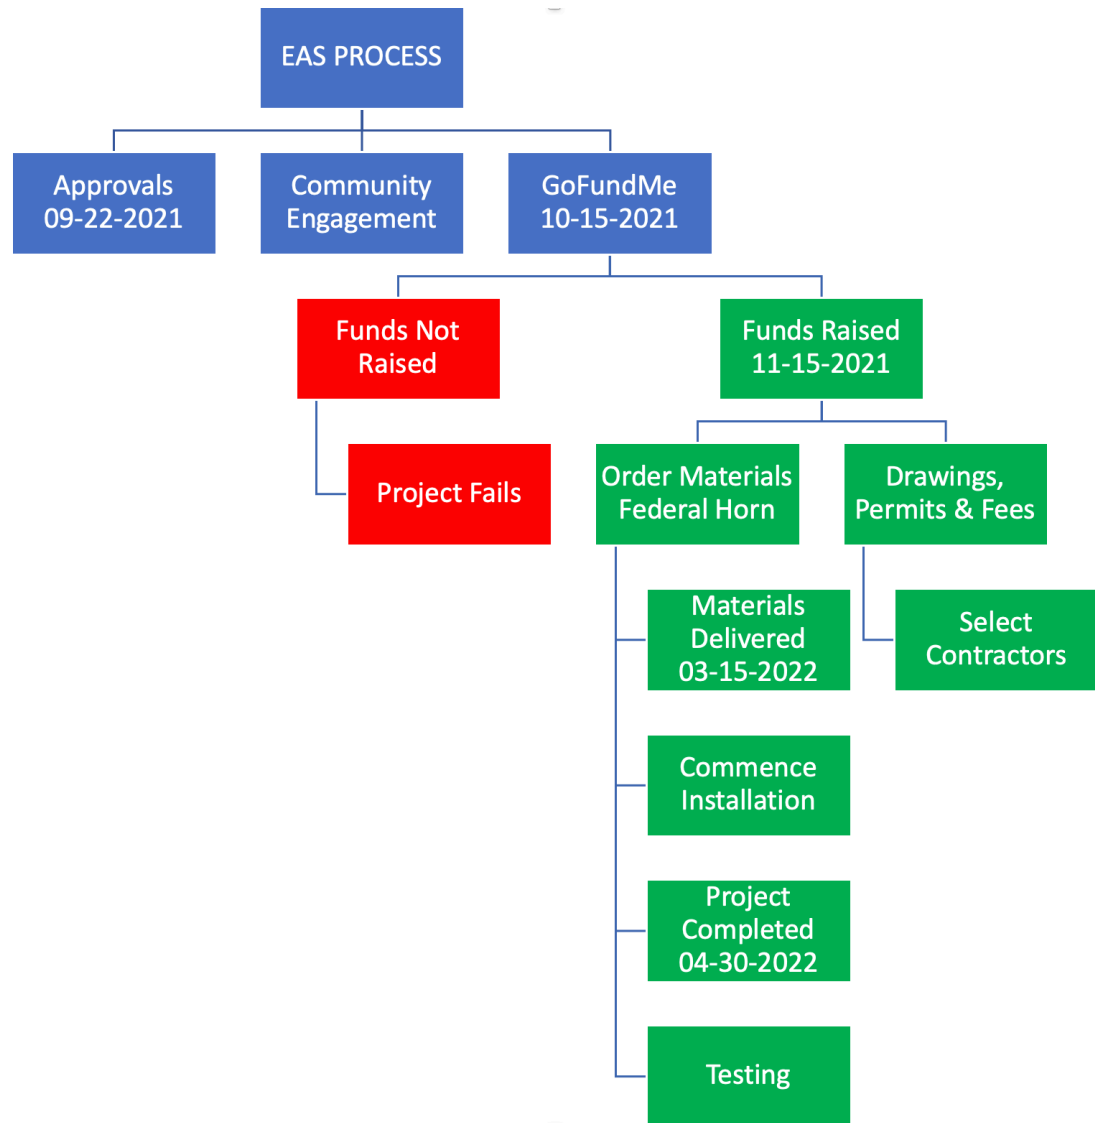 EAS PROCESS
Approvals
09-22-2021
Community
Engagement
GoFundMe
10-15-2021
Funds Not
Raised
Funds Raised
11-15-2021
Project Fails
Order Materials
Federal Horn
Drawings,
Permits & Fees
Materials
Delivered
03-15-2022
Select
Contractors
Commence
Installation
Project
Completed
04-30-2022
Testing